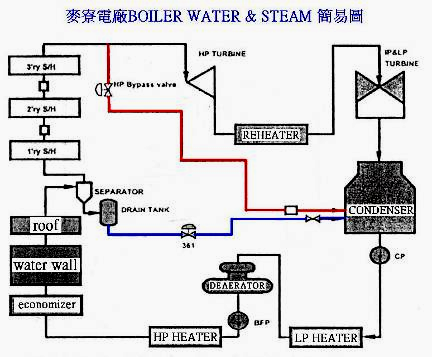 麥寮電廠BOILER WATER & STEAM 簡易圖
3'ry S/H
HP Bypass valve
HP TURBINE
IP&LP
TURBINE
2'ry S/H
REHEATER
1'ry S/H
SEPARATOR
DRAIN TANK
CONDENSER
roof
361
water wall
CP
DEAERATOR
economizer
BFP
HP HEATER
LP HEATER